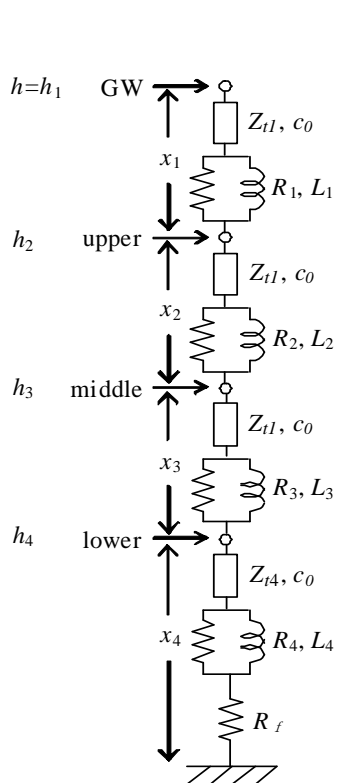 h=h1 GW
Zt1, c0
x1
R1, L1
h2 upper
Zt1, c0
x2
R2, L2
h3 middle
Zt1, c0
x3
R3, L3
h4 lower
Zt4, c0
x4
R4, L4
Rf